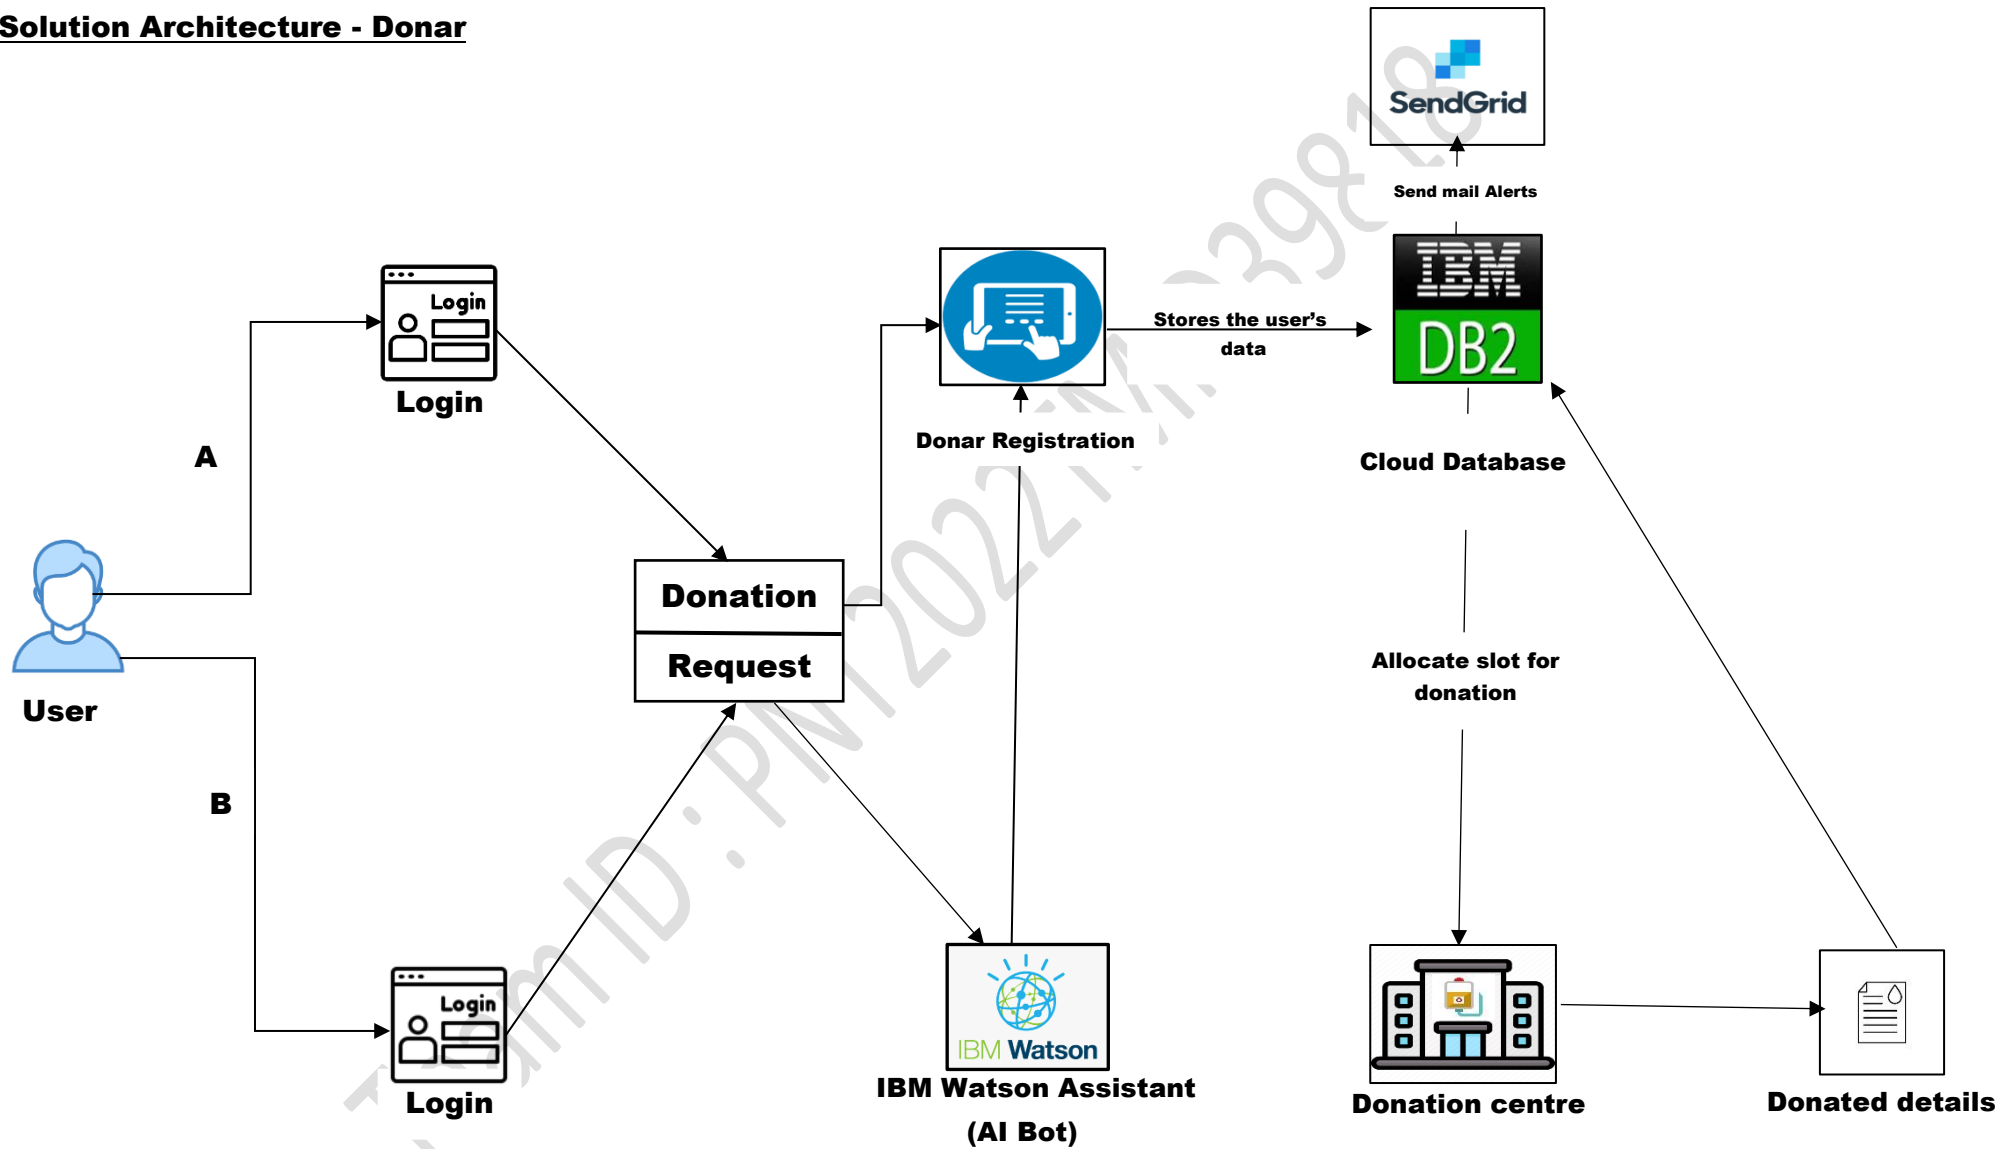 Solution Architecture - Donar
SendGrid
Send mail Alerts
IBM
DB2
Login
Login
Stores the user's
data
Donar Registration
Cloud Database
A
Donation
Request
Allocate slot for
donation
User
B
Login
Login
IBM Watson
IBM Watson Assistant
(AI Bot)
Donation centre
Donated details